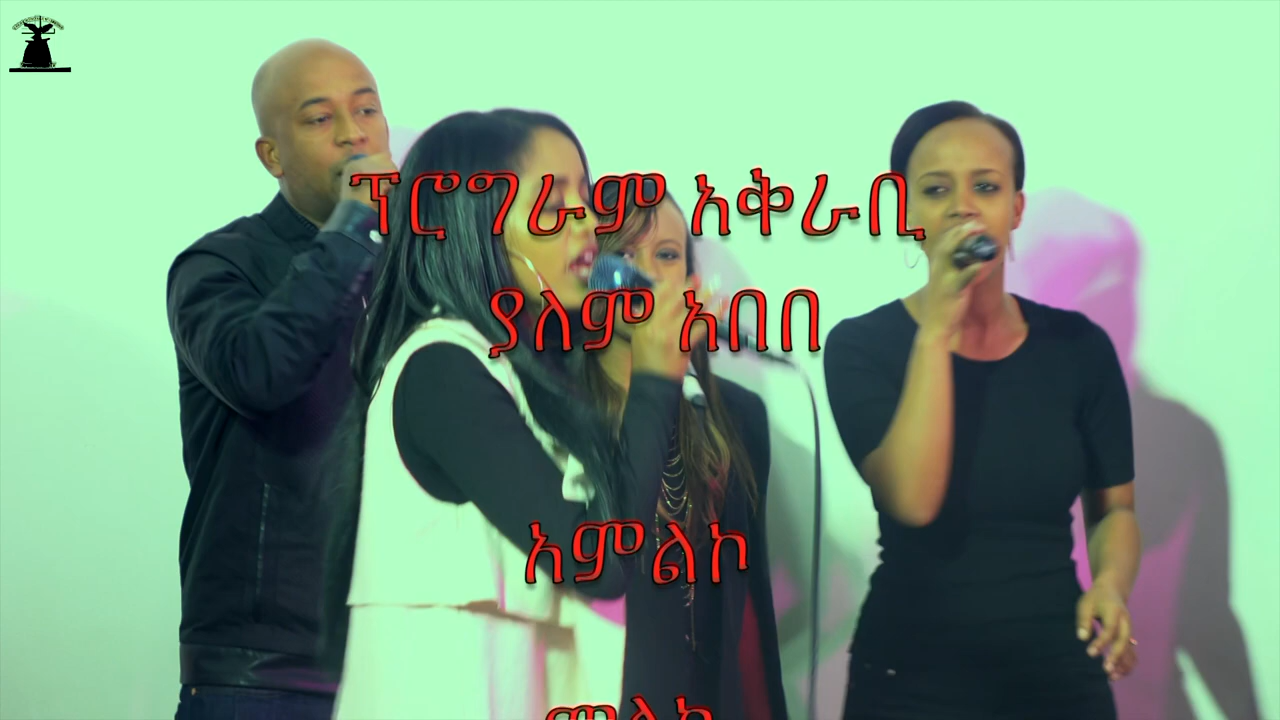 ፕሮግራም አቅራቢ
ያለም አበበ
አምልኮ